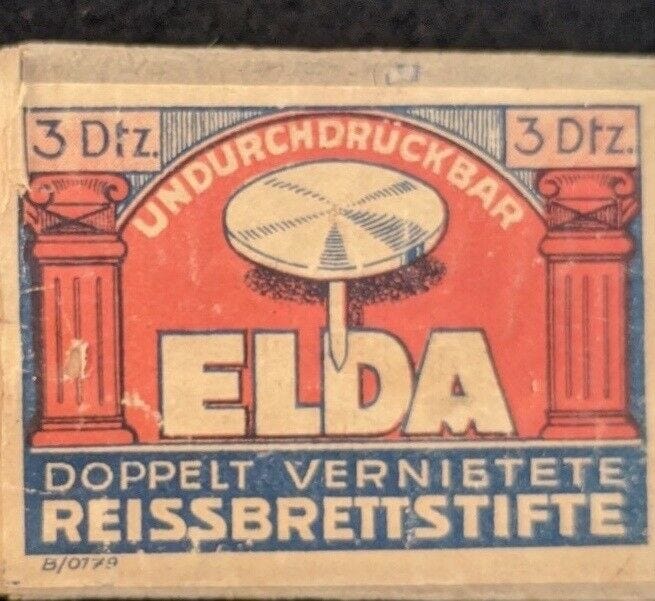 3 Dtz.
3 Dtz.
UNDURCHDRÜCKBAR
ELDA
DOPPELT VERNIETETE
REISSBRETTSTIFTE
B/0179